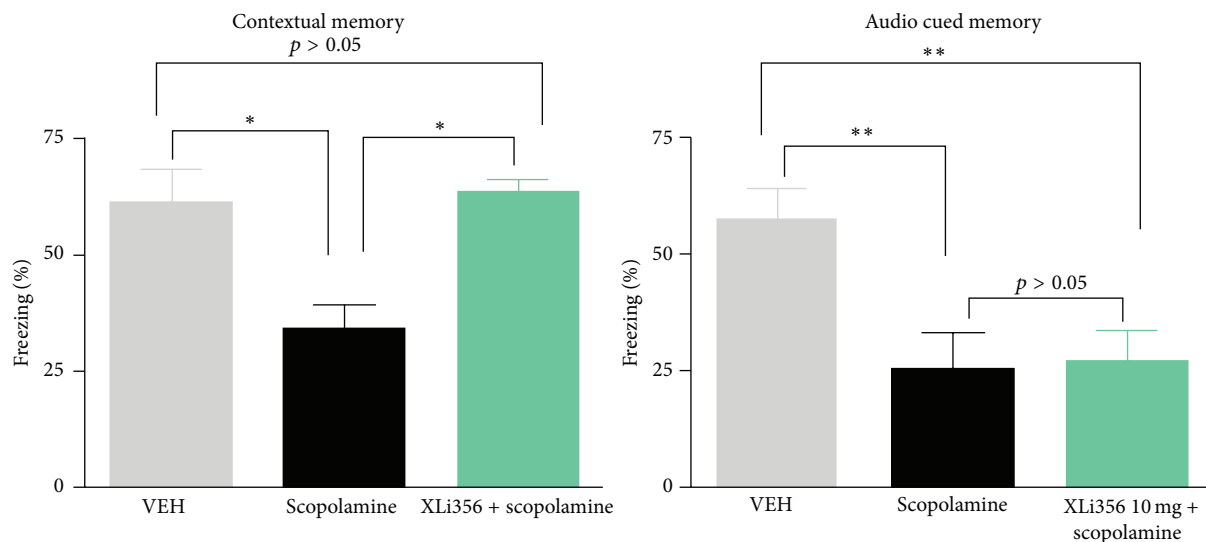 Contextual memory
p > 0.05
*
*
75
50
25
0
Freezing (%)
VEH
Scopolamine
XLi356 + scopolamine
Audio cued memory
**
**
p > 0.05
75
50
25
0
Freezing (%)
VEH
Scopolamine
XLi356 10 mg +
scopolamine